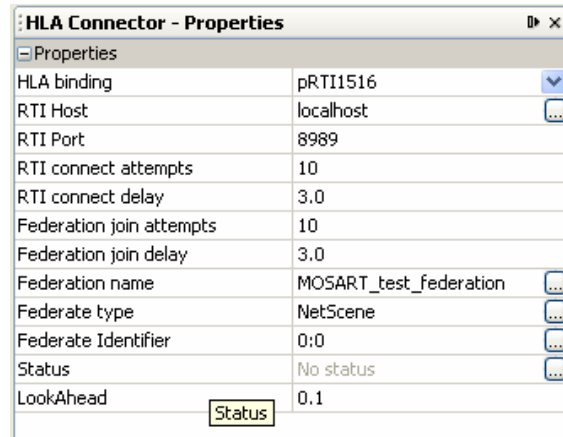 HLA Connector - Properties
Properties
HLA binding pRTI1516
RTI Host localhost ...
RTI Port 8989
RTI connect attempts 10
RTI connect delay 3.0
Federation join attempts 10
Federation join delay 3.0
Federation name MOSART_test_federation ...
Federate type NetScene ...
Federate Identifier 0;0 ...
Status No status ...
LookAhead 0.1
Status